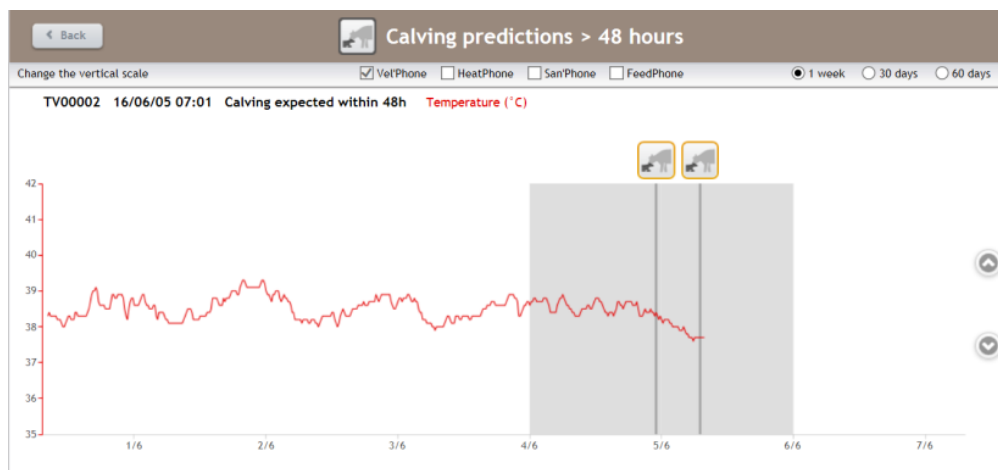 Back
Calving predictions > 48 hours
Change the vertical scale Vel'Phone HeatPhone San'Phone FeedPhone 1 week 30 days 60 days
TV00002 16/06/05 07:01 Calving expected within 48h Temperature (°C)
42
41
40
39
38
37
36
35
1/6 2/6 3/6 4/6 5/6 6/6 7/6